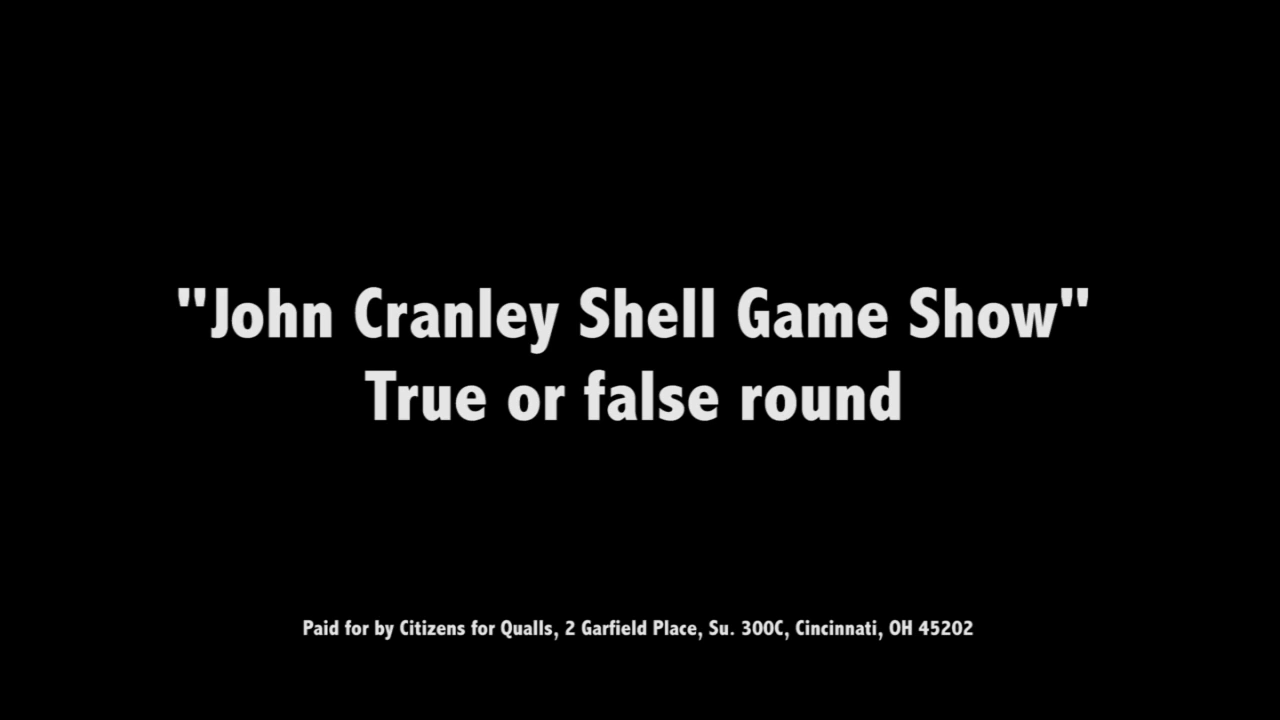 "John Cranley Shell Game Show"
True or false round
Paid for by Citizens for Qualls, 2 Garfield Place, Su. 300C, Cincinnati, OH 45202